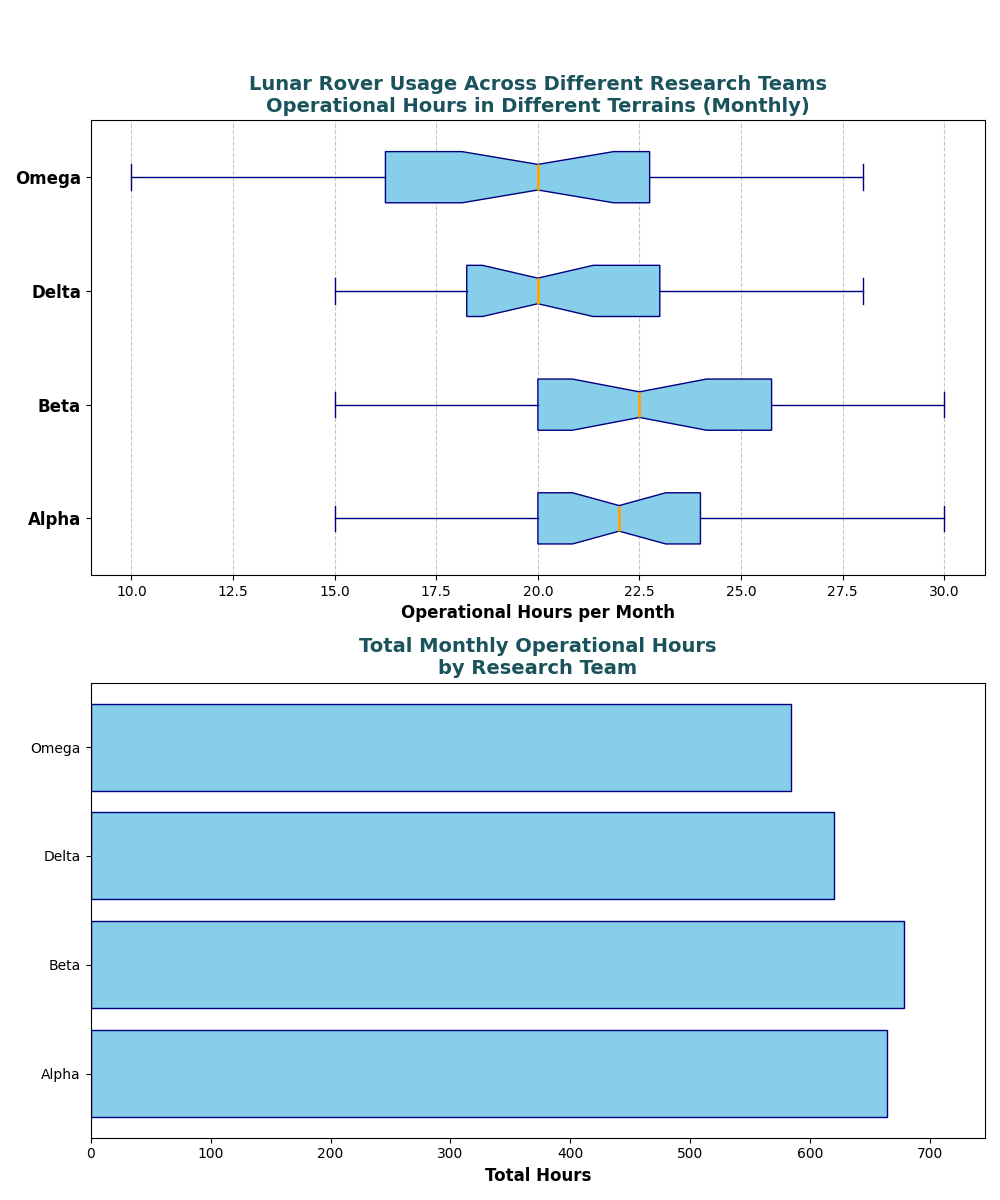 Lunar Rover Usage Across Different Research Teams
Operational Hours in Different Terrains (Monthly)
Omega
Delta
Beta
Alpha
10.0 12.5 15.0 17.5 20.0 22.5 25.0 27.5 30.0
Operational Hours per Month
Total Monthly Operational Hours
by Research Team
Omega
Delta
Beta
Alpha
0 100 200 300 400 500 600 700
Total Hours